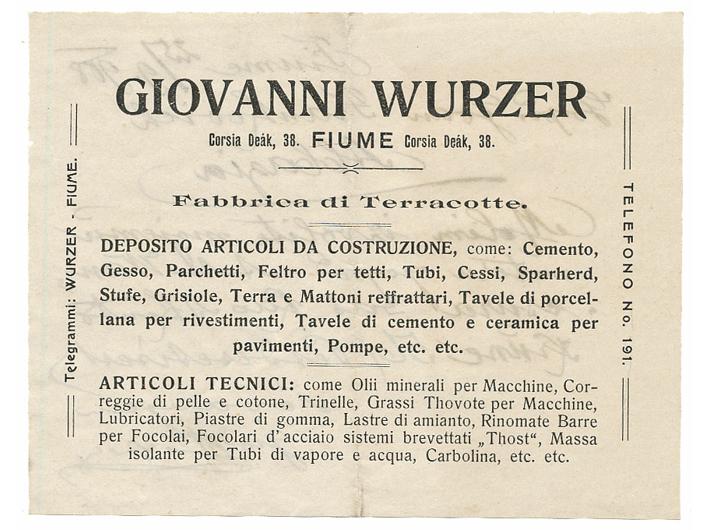 GIOVANNI WURZER
Corsia Deák, 38. FIUME Corsia Deák, 38.
Fabbrica di Terracotte.
DEPOSITO ARTICOLI DA COSTRUZIONE, come: Cemento,
Gesso, Parchetti, Feltro per tetti, Tubi, Cessi, Sparherd,
Stufe, Grisiole, Terra e Mattoni reffrattari, Tavele di porcel-
lana per rivestimenti, Tavele di cemento e ceramica per
pavimenti, Pompe, etc. etc.
ARTICOLI TECNICI: come Olii minerali per Macchine, Cor-
reggie di pelle e cotone, Trinelle, Grassi Thovote per Macchine,
Lubricatori, Piastre di gomma, Lastre di amianto, Rinomate Barre
per Focolai, Focolari d'acciaio sistemi brevettati „Thost“, Massa
isolante per Tubi di vapore e acqua, Carbolina, etc. etc.
Telegrammi: WURZER - FIUME.
TELEFONO No. 191.